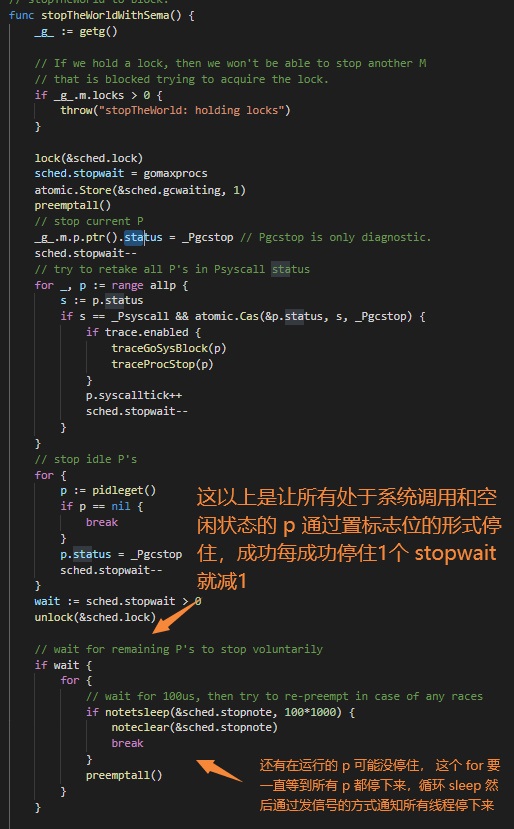 // stopTheWorld to block.
func stopTheWorldWithSema() {
_g_ := getg()
// If we hold a lock, then we won't be able to stop another M
// that is blocked trying to acquire the lock.
if _g_.m.locks > 0 {
throw("stopTheWorld: holding locks")
}
lock(&sched.lock)
sched.stopwait = gomaxprocs
atomic.Store(&sched.gcwaiting, 1)
preemptall()
// stop current P
_g_.m.p.ptr().status = _Pgcstop // Pgcstop is only diagnostic.
sched.stopwait--
// try to retake all P's in Psyscall status
for _, p := range allp {
s := p.status
if s == _Psyscall && atomic.Cas(&p.status, s, _Pgcstop) {
if trace.enabled {
traceGoSysBlock(p)
traceProcStop(p)
}
p.syscalltick++
sched.stopwait--
}
}
// stop idle P's
for {
p := pidleget()
if p == nil {
break
}
p.status = _Pgcstop
sched.stopwait--
}
wait := sched.stopwait > 0
unlock(&sched.lock)
这以上是让所有处于系统调用和空
闲状态的 p 通过置标志位的形式停
住，成功每成功停住1个 stopwait
就减1
// wait for remaining P's to stop voluntarily
if wait {
for {
// wait for 100us, then try to re-preempt in case of any races
if notetsleep(&sched.stopnote, 100*1000) {
noteclear(&sched.stopnote)
break
}
preemptall()
}
}
还有在运行的 p 可能没停住， 这个 for 要
一直等到所有 p 都停下来，循环 sleep 然
后通过发信号的方式通知所有线程停下来